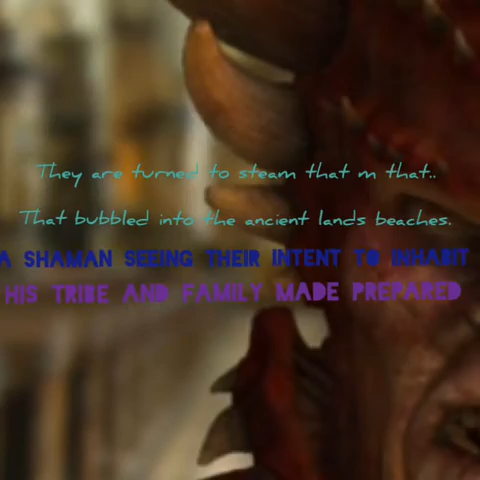 They are turned to steam that m that..
That bubbled into the ancient lands beaches.
A SHAMAN SEEING THEIR INTENT TO INHABIT
HIS TRIBE AND FAMILY MADE PREPARED